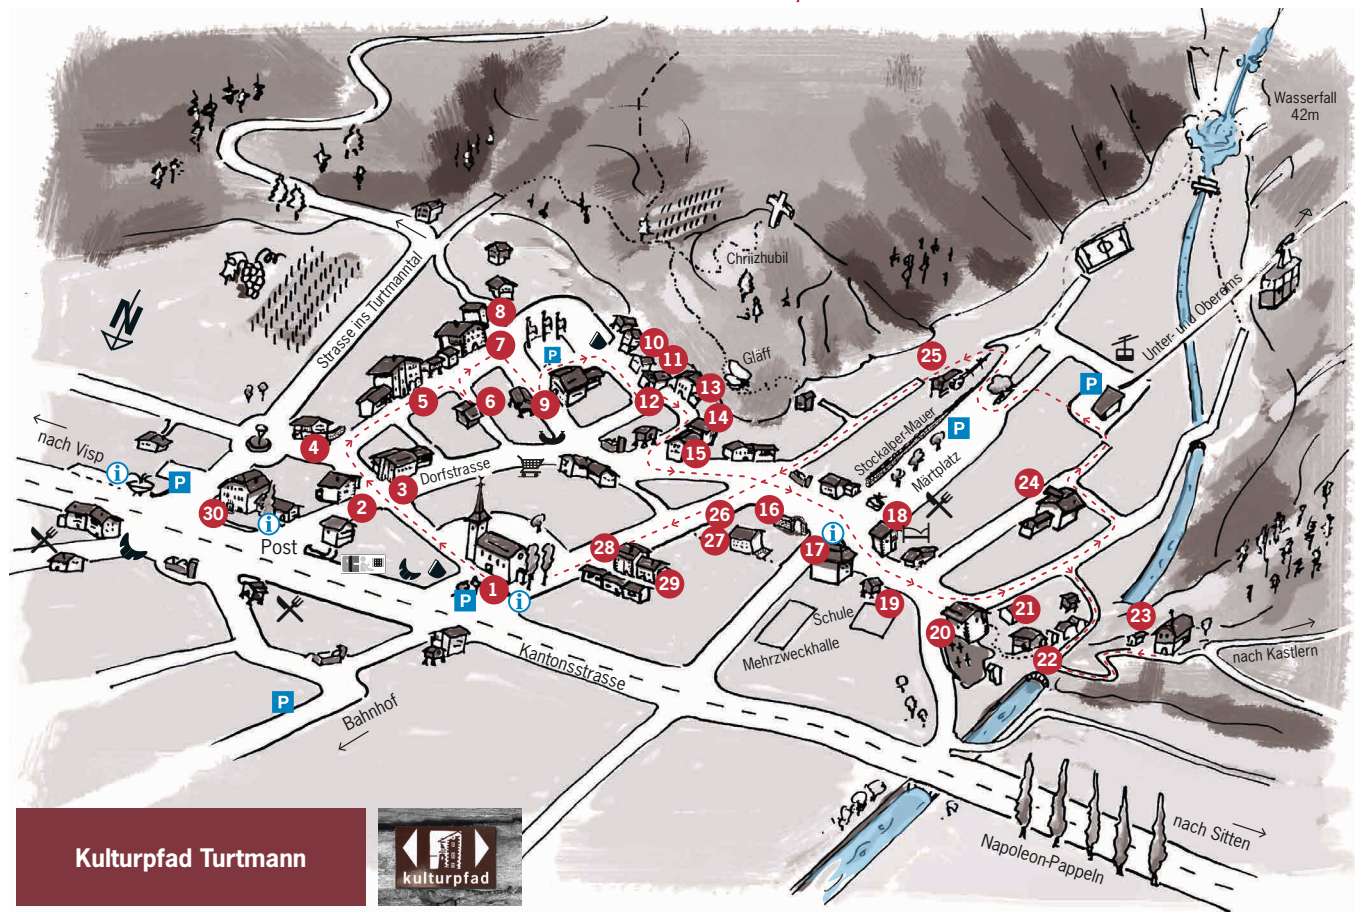 Wasserfall
42m
Chriizhubil
N
Strasse ins Turtmanntal
Unter- und Oberems
8
7
10
11
Gläff
25
P
P
13
5
6
9
12
14
4
15
P
Stockalper-Mauer
Märtplatz
nach Visp
i
P
Dorfstrasse
3
24
30
i
2
26
16
18
Post
27
i
17
28
1
29
P
i
19
21
23
Schule
20
22
Mehrzweckhalle
nach Kastlern
Kantonsstrasse
P
Bahnhof
nach Sitten
Napoleon-Pappeln
Kulturpfad Turtmann
kulturpfad